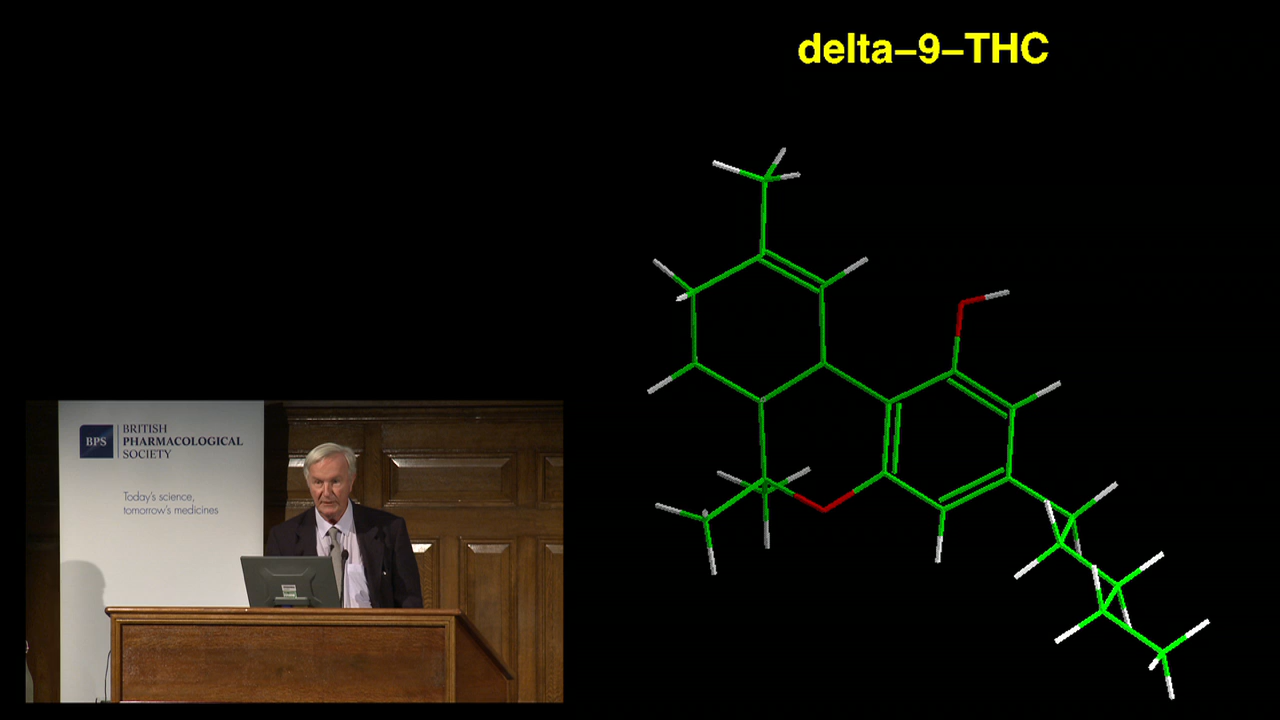 delta–9–THC
BPS
BRITISH
PHARMACOLOGICAL
SOCIETY
Today's science,
tomorrow's medicines